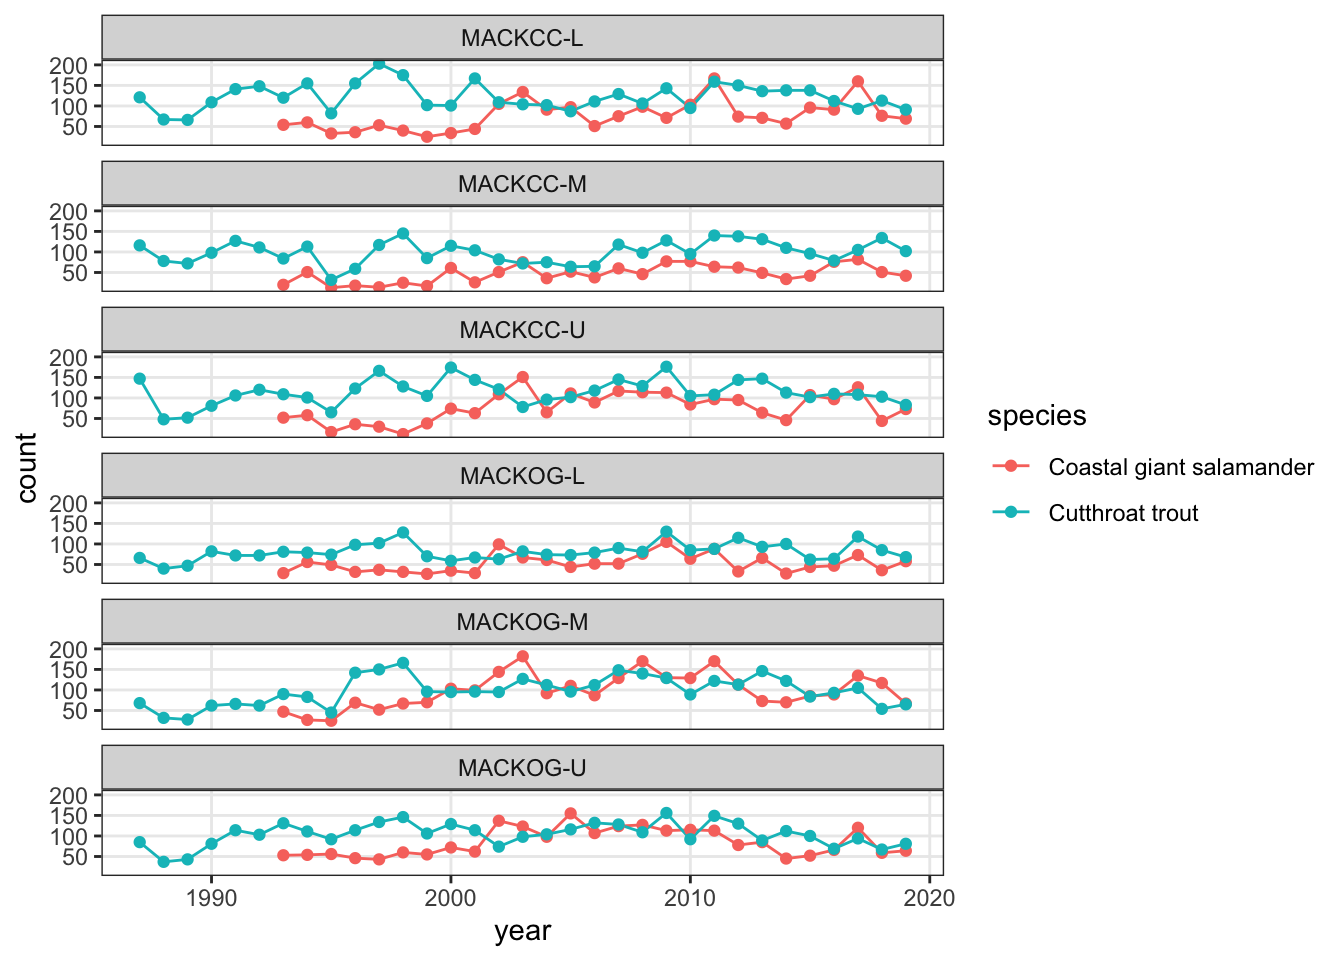 MACKCC-L
200
150
100
50
MACKCC-M
200
150
100
50
MACKCC-U
200
150
100
50
MACKOG-L
200
150
100
50
MACKOG-M
200
150
100
50
MACKOG-U
200
150
100
50
1990 2000 2010 2020
year
count
species
Coastal giant salamander
Cutthroat trout